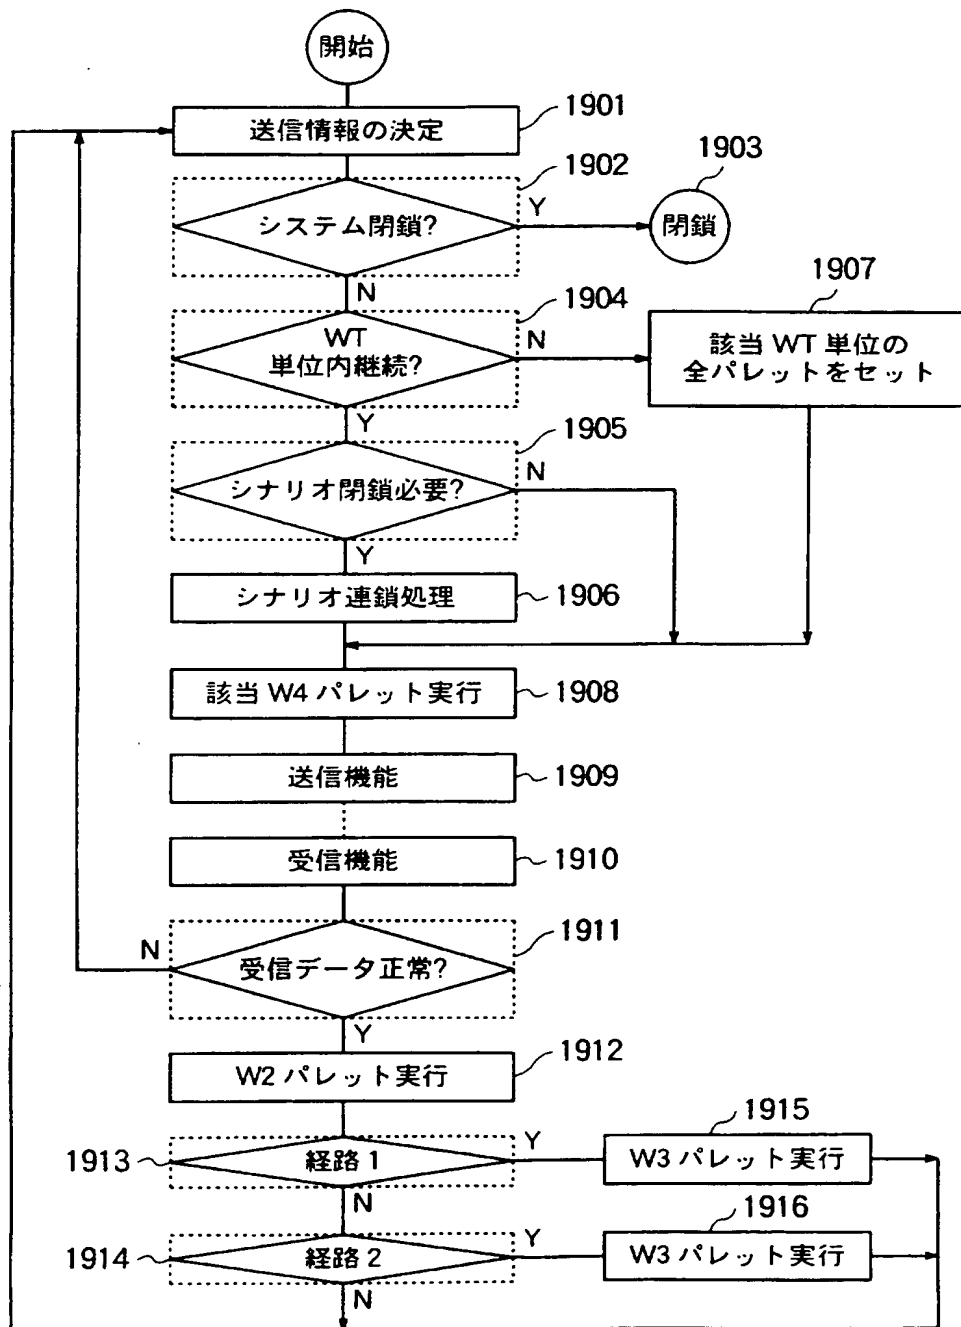 開始
1901
送信情報の決定
1902
1903
システム閉鎖?
Y
閉鎖
N
1904
1907
WT
単位内継続?
N
該当 WT 単位の
全パレットをセット
Y
1905
シナリオ閉鎖必要?
N
Y
シナリオ連鎖処理
1906
該当 W4 パレット実行
1908
送信機能
1909
受信機能
1910
1911
N
受信データ正常?
Y
1912
W2 パレット実行
1915
1913
経路 1
Y
W3 パレット実行
N
1916
1914
経路 2
Y
W3 パレット実行
N